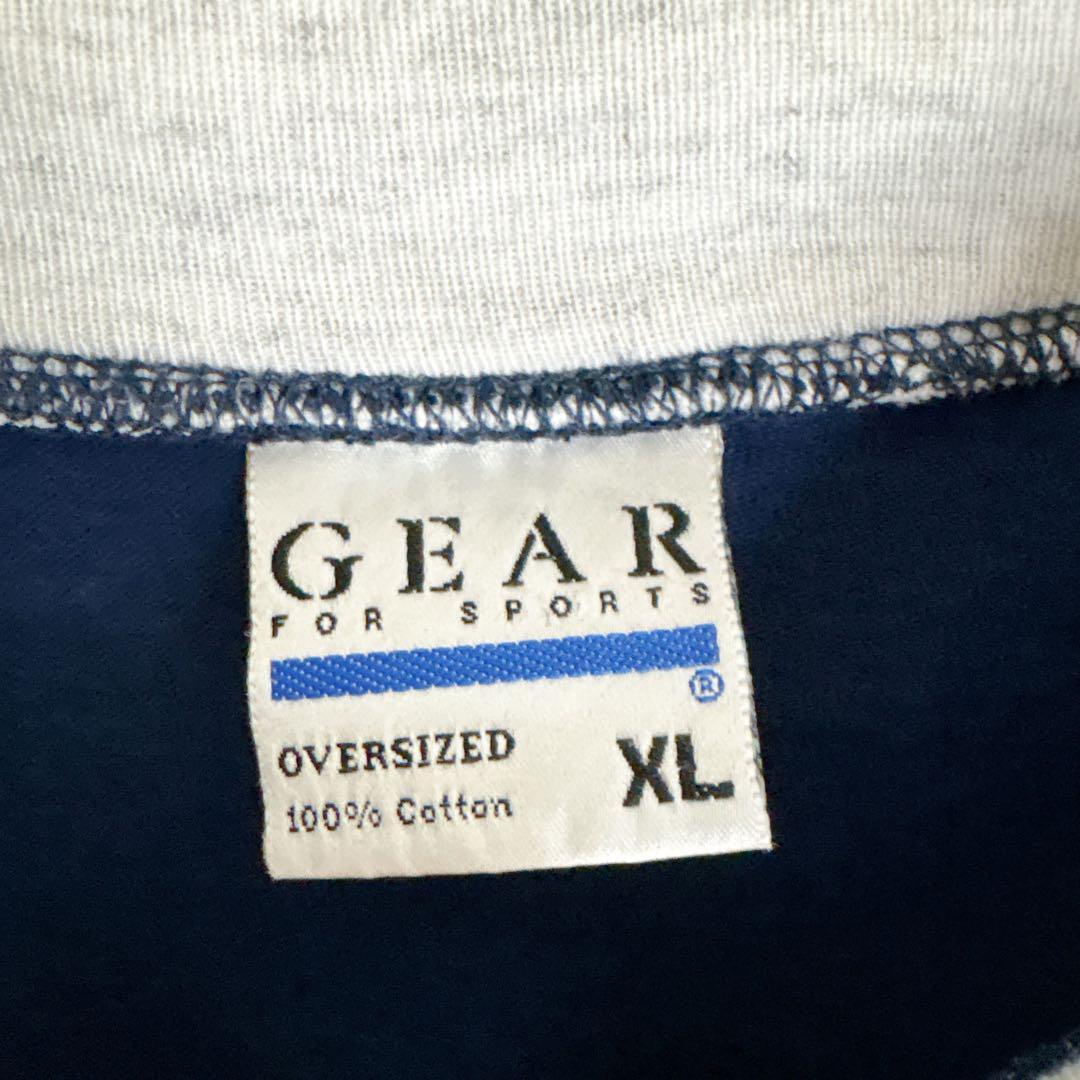 GEAR
FOR SPORTS
®
OVERSIZED XL
100% Cotton